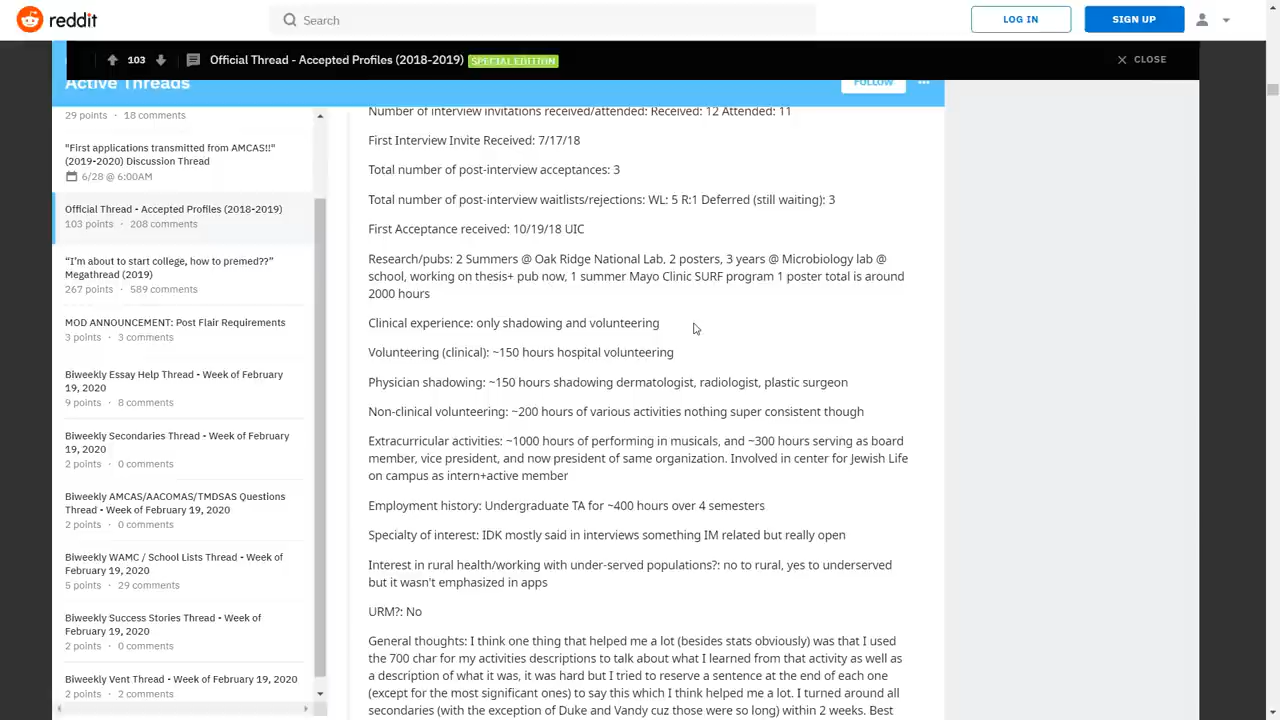 reddit
Search
LOG IN
SIGN UP
103
Official Thread - Accepted Profiles (2018-2019)
SPECIAL EDITION
CLOSE
Active Threads
FOLLOW
29 points · 18 comments
"First applications transmitted from AMCAS!!"
(2019-2020) Discussion Thread
6/28 @ 6:00AM
Official Thread - Accepted Profiles (2018-2019)
103 points · 208 comments
“I’m about to start college, how to premed??”
Megathread (2019)
267 points · 589 comments
MOD ANNOUNCEMENT: Post Flair Requirements
3 points · 3 comments
Biweekly Essay Help Thread - Week of February
19, 2020
9 points · 8 comments
Biweekly Secondaries Thread - Week of February
19, 2020
2 points · 0 comments
Biweekly AMCAS/AACOMAS/TMDSAS Questions
Thread - Week of February 19, 2020
2 points · 0 comments
Biweekly WAMC / School Lists Thread - Week of
February 19, 2020
5 points · 29 comments
Biweekly Success Stories Thread - Week of
February 19, 2020
2 points · 0 comments
Biweekly Vent Thread - Week of February 19, 2020
2 points · 2 comments
Number of interview invitations received/attended: Received: 12 Attended: 11
First Interview Invite Received: 7/17/18
Total number of post-interview acceptances: 3
Total number of post-interview waitlists/rejections: WL: 5 R:1 Deferred (still waiting): 3
First Acceptance received: 10/19/18 UIC
Research/pubs: 2 Summers @ Oak Ridge National Lab, 2 posters, 3 years @ Microbiology lab @
school, working on thesis+ pub now, 1 summer Mayo Clinic SURF program 1 poster total is around
2000 hours
Clinical experience: only shadowing and volunteering
Volunteering (clinical): ~150 hours hospital volunteering
Physician shadowing: ~150 hours shadowing dermatologist, radiologist, plastic surgeon
Non-clinical volunteering: ~200 hours of various activities nothing super consistent though
Extracurricular activities: ~1000 hours of performing in musicals, and ~300 hours serving as board
member, vice president, and now president of same organization. Involved in center for Jewish Life
on campus as intern+active member
Employment history: Undergraduate TA for ~400 hours over 4 semesters
Specialty of interest: IDK mostly said in interviews something IM related but really open
Interest in rural health/working with under-served populations?: no to rural, yes to underserved
but it wasn't emphasized in apps
URM?: No
General thoughts: I think one thing that helped me a lot (besides stats obviously) was that I used
the 700 char for my activities descriptions to talk about what I learned from that activity as well as
a description of what it was, it was hard but I tried to reserve a sentence at the end of each one
(except for the most significant ones) to say this which I think helped me a lot. I turned around all
secondaries (with the exception of Duke and Vandy cuz those were so long) within 2 weeks. Best